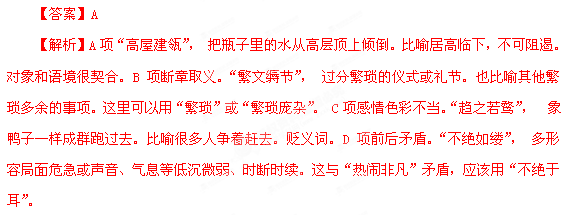 【答案】A
【解析】A项“高屋建瓴”， 把瓶子里的水从高层顶上倾倒。比喻居高临下，不可阻遏。
对象和语境很契合。B 项断章取义。“繁文缛节”， 过分繁琐的仪式或礼节。也比喻其他繁
琐多余的事项。这里可以用“繁琐”或“繁琐庞杂”。 C项感情色彩不当。“趋之若鹜”， 象
鸭子一样成群跑过去。比喻很多人争着赶去。贬义词。D 项前后矛盾。“不绝如缕”， 多形
容局面危急或声音、气息等低沉微弱、时断时续。这与“热闹非凡”矛盾，应该用“不绝于
耳”。